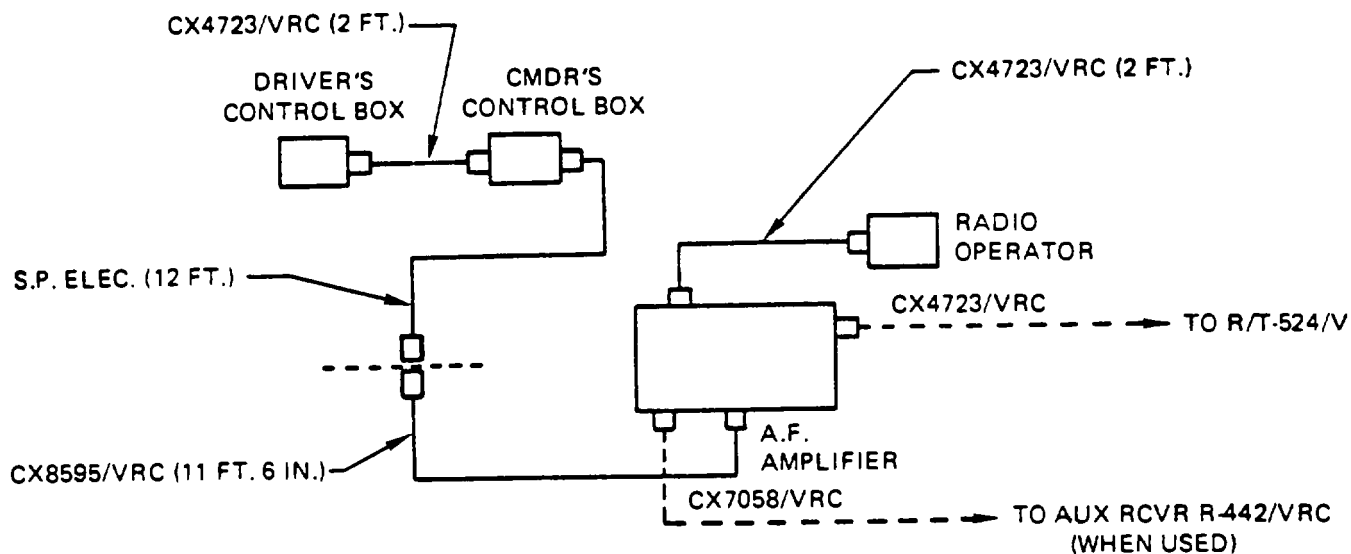 CX4723/VRC (2 FT.)
DRIVER'S
CONTROL BOX
CMDR'S
CONTROL BOX
CX4723/VRC (2 FT.)
RADIO
OPERATOR
S.P. ELEC. (12 FT.)
CX4723/VRC
TO R/T-524/V
A.F.
AMPLIFIER
CX8595/VRC (11 FT. 6 IN.)
CX7058/VRC
TO AUX RCVR R-442/VRC
(WHEN USED)